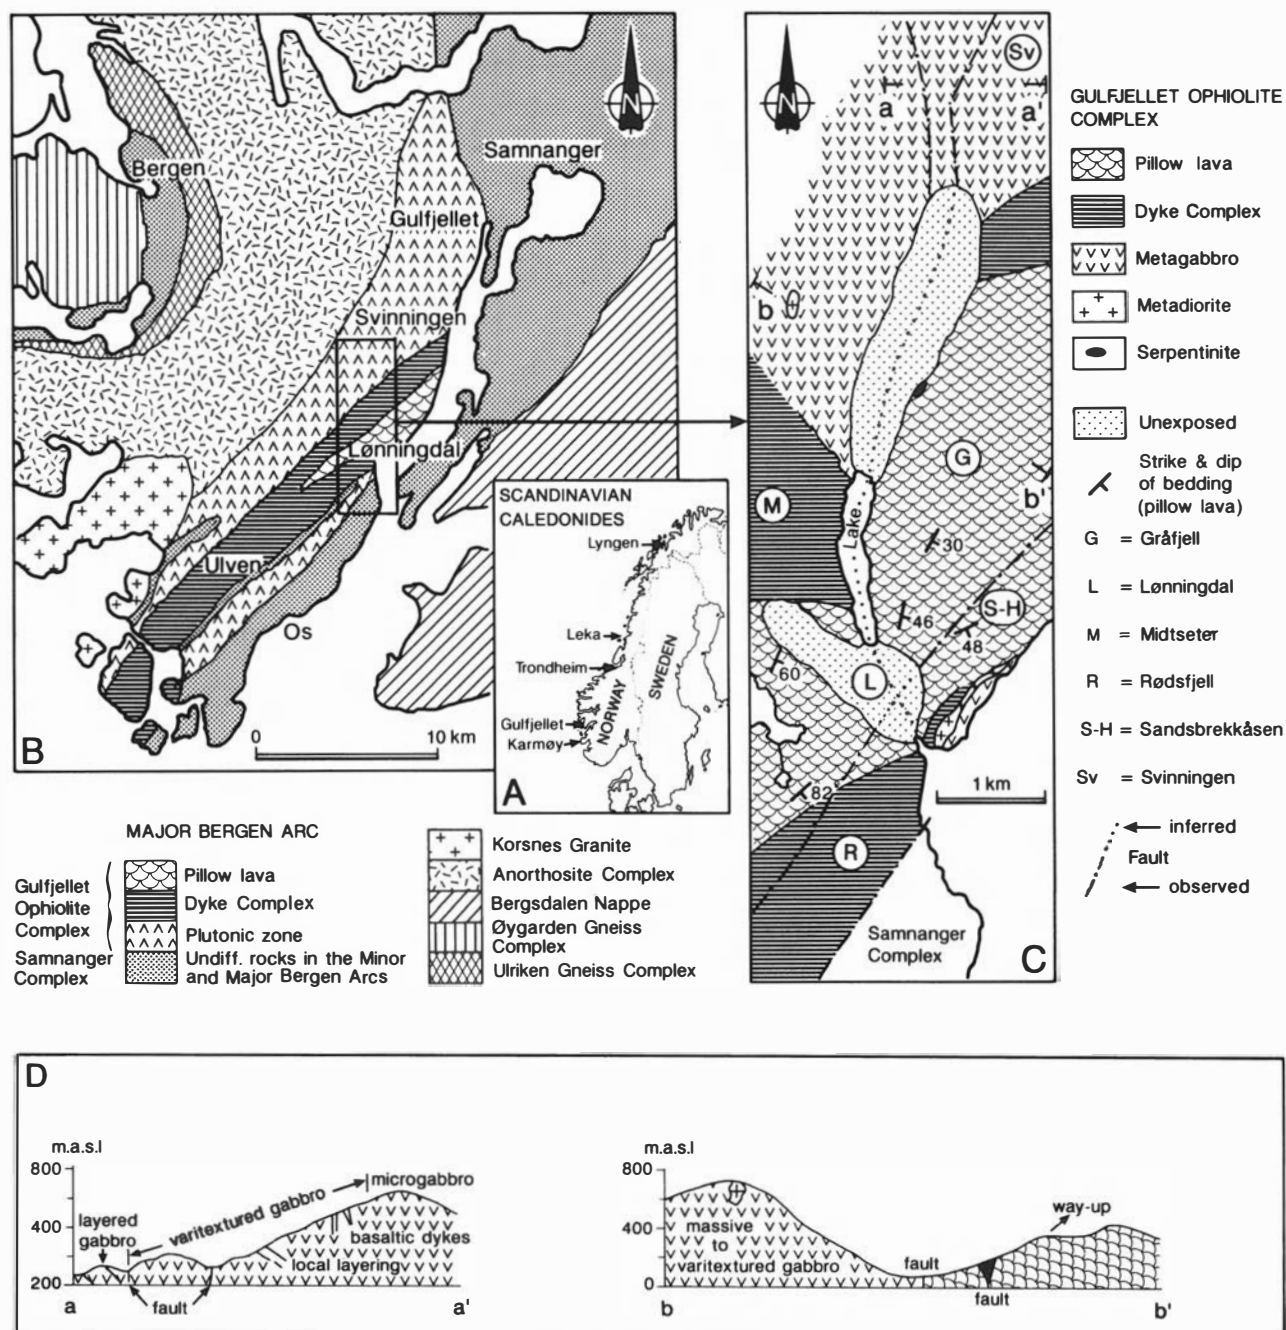 Bergen
Samnanger
Gulfjellet
Svinningen
Lønningdal
Ulven
Os
N
0 10 km
B
SCANDINAVIAN
CALEDONIDES
Lyngen
Leka
Trondheim
Gulfjellet
Karmøy
NORWAY
SWEDEN
A
MAJOR BERGEN ARC
Gulfjellet
Ophiolite
Complex
Samnanger
Complex
Pillow lava
Dyke Complex
Plutonic zone
Undiff. rocks in the Minor
and Major Bergen Arcs
Korsnes Granite
Anorthosite Complex
Bergsdalen Nappe
Øygarden Gneiss
Complex
Ulriken Gneiss Complex
N
Sv
a
a'
b
G
b'
M
Lake
30
S-H
46
48
60
L
82
1 km
R
Samnanger
Complex
C
GULFJELLET OPHIOLITE
COMPLEX
Pillow lava
Dyke Complex
Metagabbro
Metadiorite
Serpentinite
Unexposed
Strike & dip
of bedding
(pillow lava)
G = Gråfjell
L = Lønningdal
M = Midtseter
R = Rødsfjell
S-H = Sandsbrekkåsen
Sv = Svinningen
inferred
Fault
observed
D
m.a.s.l
800
400
200
layered
gabbro
varitextured gabbro
microgabbro
basaltic dykes
local layering
a
fault
a'
m.a.s.l
800
400
0
massive
to
varitextured gabbro
fault
way-up
b
fault
b'